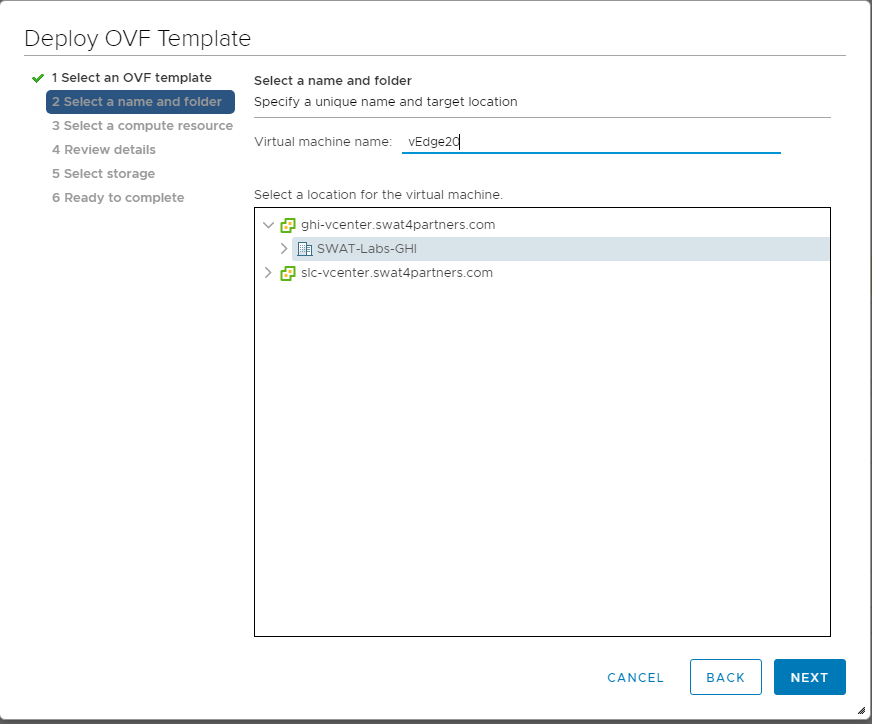 Deploy OVF Template
1 Select an OVF template
2 Select a name and folder
3 Select a compute resource
4 Review details
5 Select storage
6 Ready to complete
Select a name and folder
Specify a unique name and target location
Virtual machine name: vEdge20
Select a location for the virtual machine.
ghi-vcenter.swat4partners.com
SWAT-Labs-GHI
slc-vcenter.swat4partners.com
CANCEL BACK NEXT